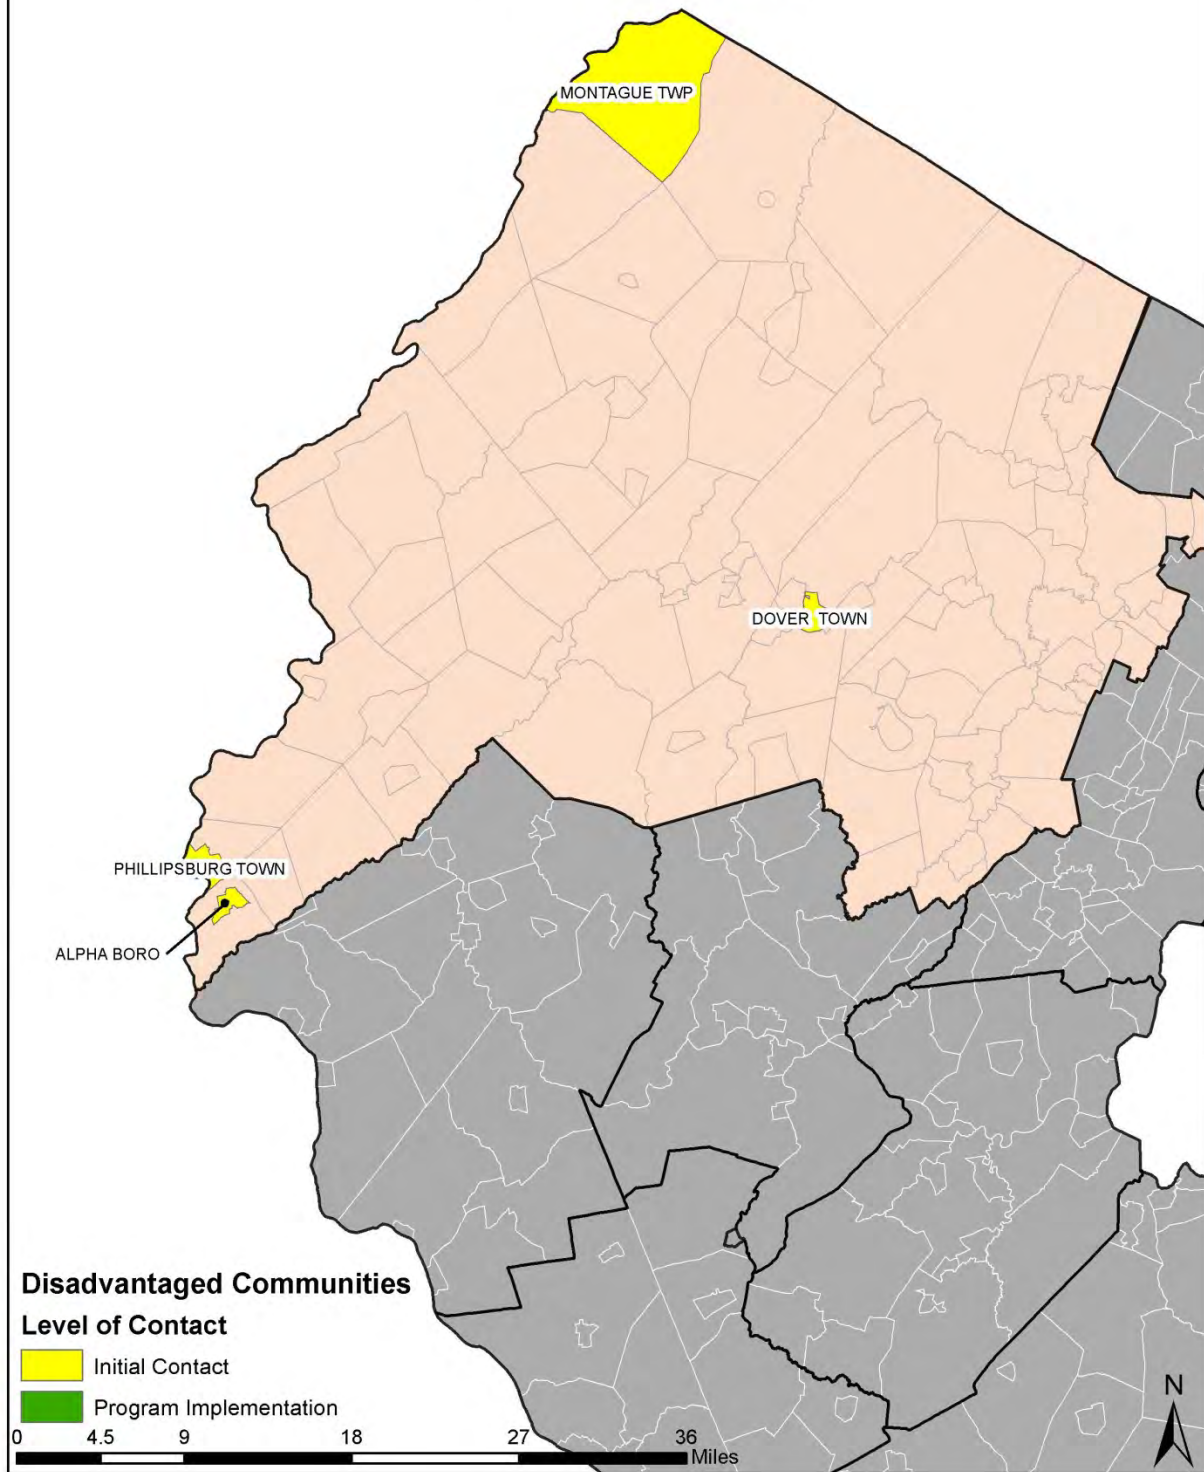 MONTAGUE TWP
DOVER TOWN
PHILLIPSBURG TOWN
ALPHA BORO
Disadvantaged Communities
Level of Contact
Initial Contact
Program Implementation
0 4.5 9 18 27 36
Miles
N